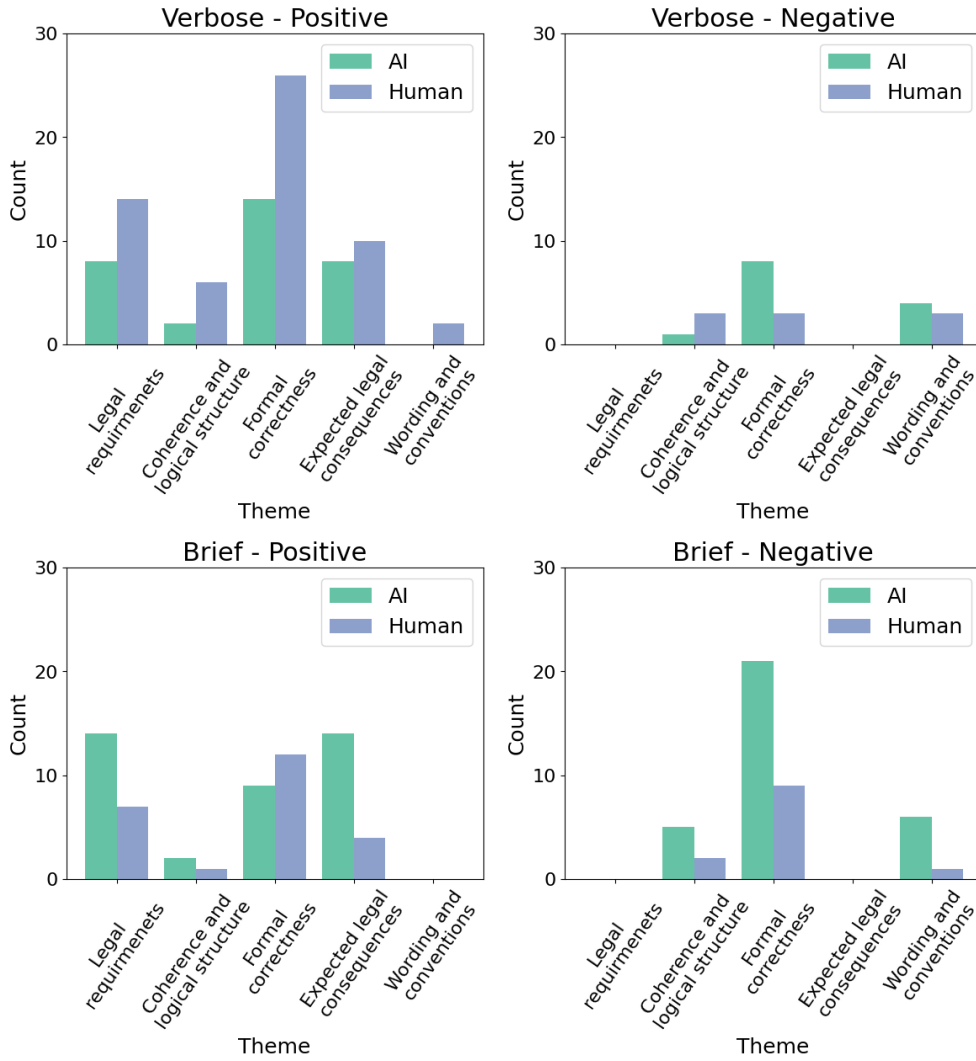 Verbose - Positive
30
20
10
0
Count
AI
Human
Legal
requirmenets
Coherence and
logical structure
Formal
correctness
Expected legal
consequences
Wording and
conventions
Theme
Verbose - Negative
30
20
10
0
Count
AI
Human
Legal
requirmenets
Coherence and
logical structure
Formal
correctness
Expected legal
consequences
Wording and
conventions
Theme
Brief - Positive
30
20
10
0
Count
AI
Human
Legal
requirmenets
Coherence and
logical structure
Formal
correctness
Expected legal
consequences
Wording and
conventions
Theme
Brief - Negative
30
20
10
0
Count
AI
Human
Legal
requirmenets
Coherence and
logical structure
Formal
correctness
Expected legal
consequences
Wording and
conventions
Theme